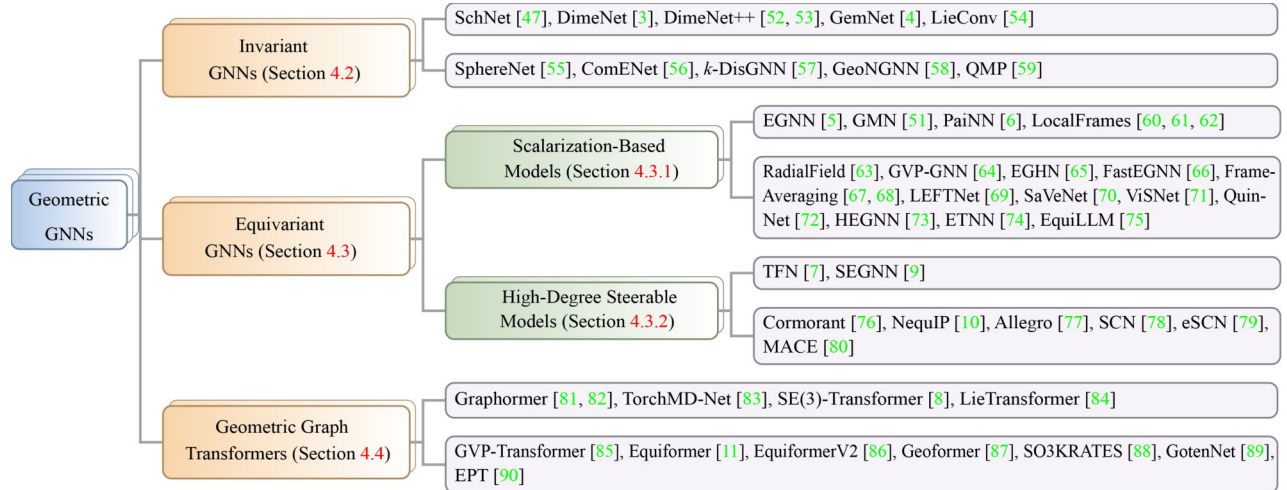 Geometric
GNNs
Invariant
GNNs (Section 4.2)
SchNet [47], DimeNet [3], DimeNet++ [52, 53], GemNet [4], LieConv [54]
SphereNet [55], ComENet [56], k-DisGNN [57], GeoNGNN [58], QMP [59]
Equivariant
GNNs (Section 4.3)
Scalarization-Based
Models (Section 4.3.1)
EGNN [5], GMN [51], PaiNN [6], LocalFrames [60, 61, 62]
RadialField [63], GVP-GNN [64], EGHN [65], FastEGNN [66], Frame-
Averaging [67, 68], LEFTNet [69], SaVeNet [70, ViSNet [71], Quin-
Net [72], HEGNN [73], ETNN [74], EquiLLM [75]
High-Degree Steerable
Models (Section 4.3.2)
TFN [7], SEGNN [9]
Cormorant [76], NequIP [10], Allegro [77], SCN [78], eSCN [79],
MACE [80]
Geometric Graph
Transformers (Section 4.4)
Graphormer [81, 82], TorchMD-Net [83], SE(3)-Transformer [8], LieTransformer [84]
GVP-Transformer [85], Equiformer [11], EquiformerV2 [86], Geoformer [87], SO3KRATES [88], GotenNet [89],
EPT [90]